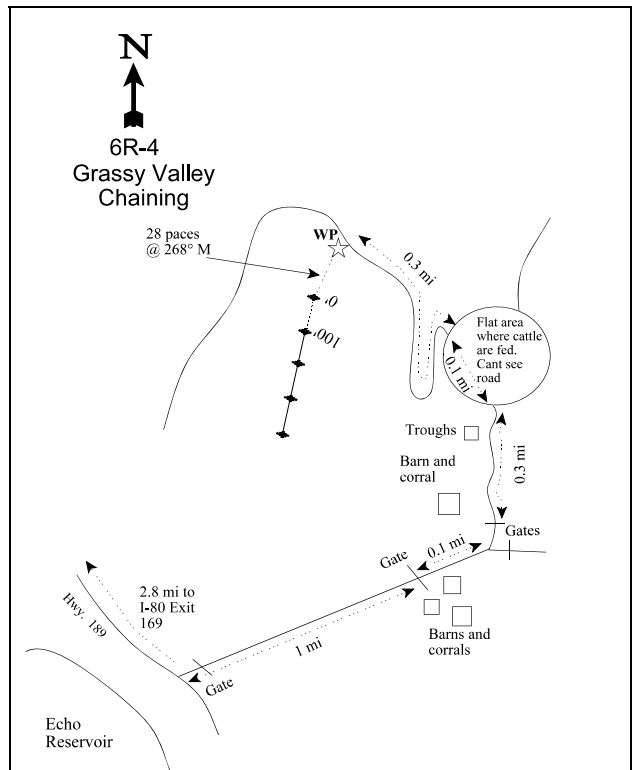 N
6R-4
Grassy Valley
Chaining
28 paces
@ 268° M
WP
0.3 mi
0'
100'
Flat area
where cattle
are fed.
Cant see
road
0.1 mi
Troughs
0.3 mi
Barn and
corral
Gates
0.1 mi
Gate
2.8 mi to
I-80 Exit
169
Hwy. 189
1 mi
Barns and
corrals
Gate
Echo
Reservoir